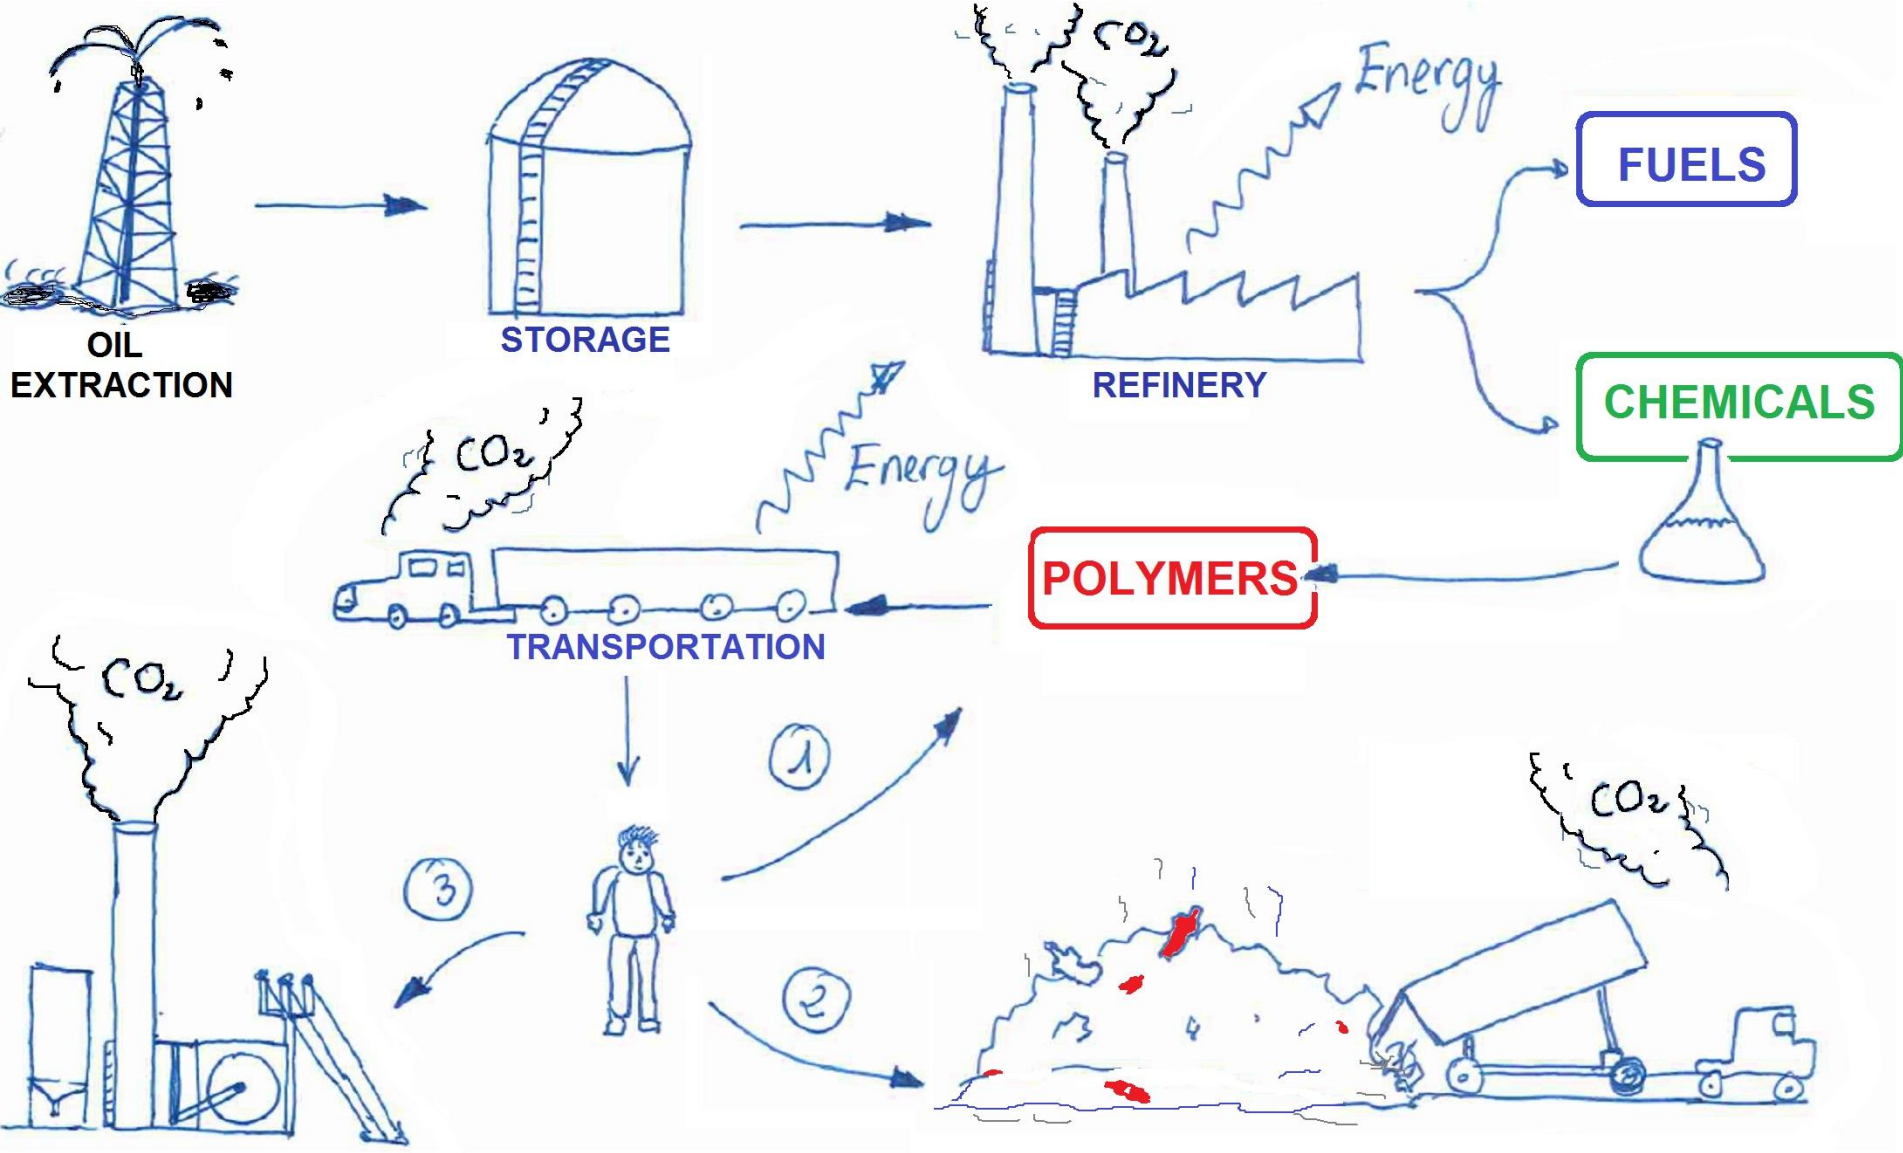 CO₂
Energy
FUELS
OIL
EXTRACTION
STORAGE
REFINERY
CHEMICALS
CO₂
Energy
POLYMERS
TRANSPORTATION
CO₂
1
CO₂
3
2